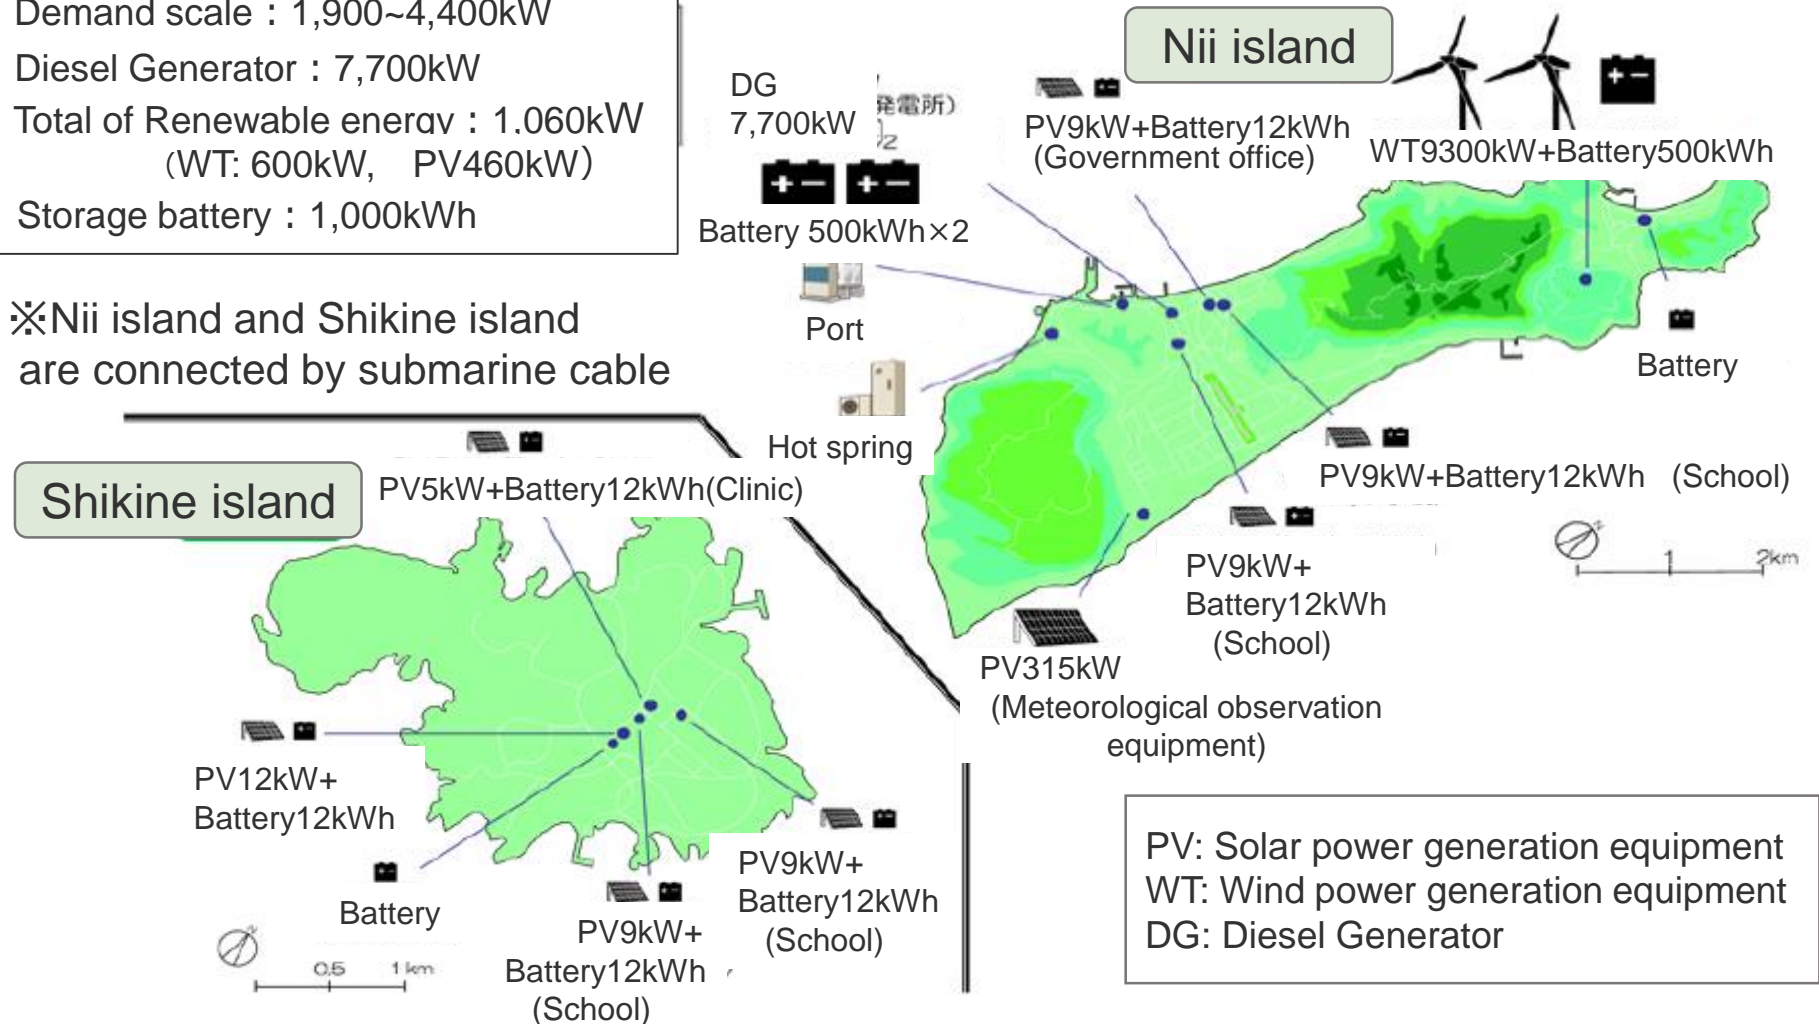 Demand scale：1,900~4,400kW
Diesel Generator：7,700kW
Total of Renewable energy：1,060kW
（WT: 600kW, PV460kW）
Storage battery：1,000kWh
※Nii island and Shikine island
are connected by submarine cable
Nii island
DG
7,700kW
発電所）
Battery 500kWh×2
PV9kW+Battery12kWh
(Government office)
WT9300kW+Battery500kWh
Port
Hot spring
Battery
PV9kW+Battery12kWh (School)
PV9kW+
Battery12kWh
(School)
PV315kW
(Meteorological observation
equipment)
1 2km
Shikine island
PV5kW+Battery12kWh(Clinic)
PV12kW+
Battery12kWh
Battery
PV9kW+
Battery12kWh
(School)
PV9kW+
Battery12kWh
(School)
0.5 1 km
PV: Solar power generation equipment
WT: Wind power generation equipment
DG: Diesel Generator